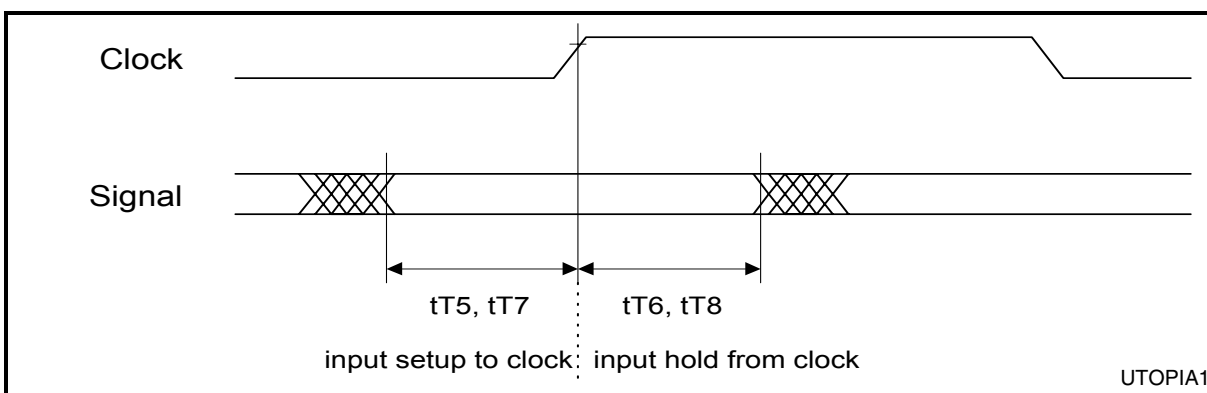 Clock
Signal
tT5, tT7
tT6, tT8
input setup to clock
input hold from clock
UTOPIA1